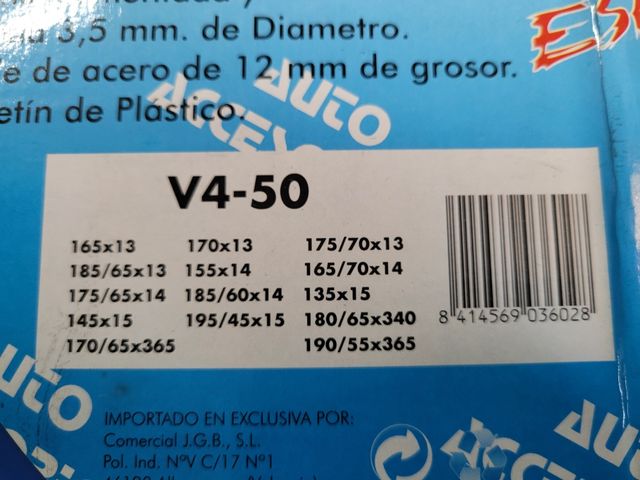 3,5 mm. de Diametro.
e de acero de 12 mm de grosor.
etín de Plástico.
AUTO
V4-50
165x13 170x13 175/70x13
185/65x13 155x14 165/70x14
175/65x14 185/60x14 135x15
145x15 195/45x15 180/65x340
170/65x365 190/55x365
8 414569 036028
IMPORTADO EN EXCLUSIVA POR:
Comercial J.G.B., S.L.
Pol. Ind. NºV C/17 Nº1
AUTO